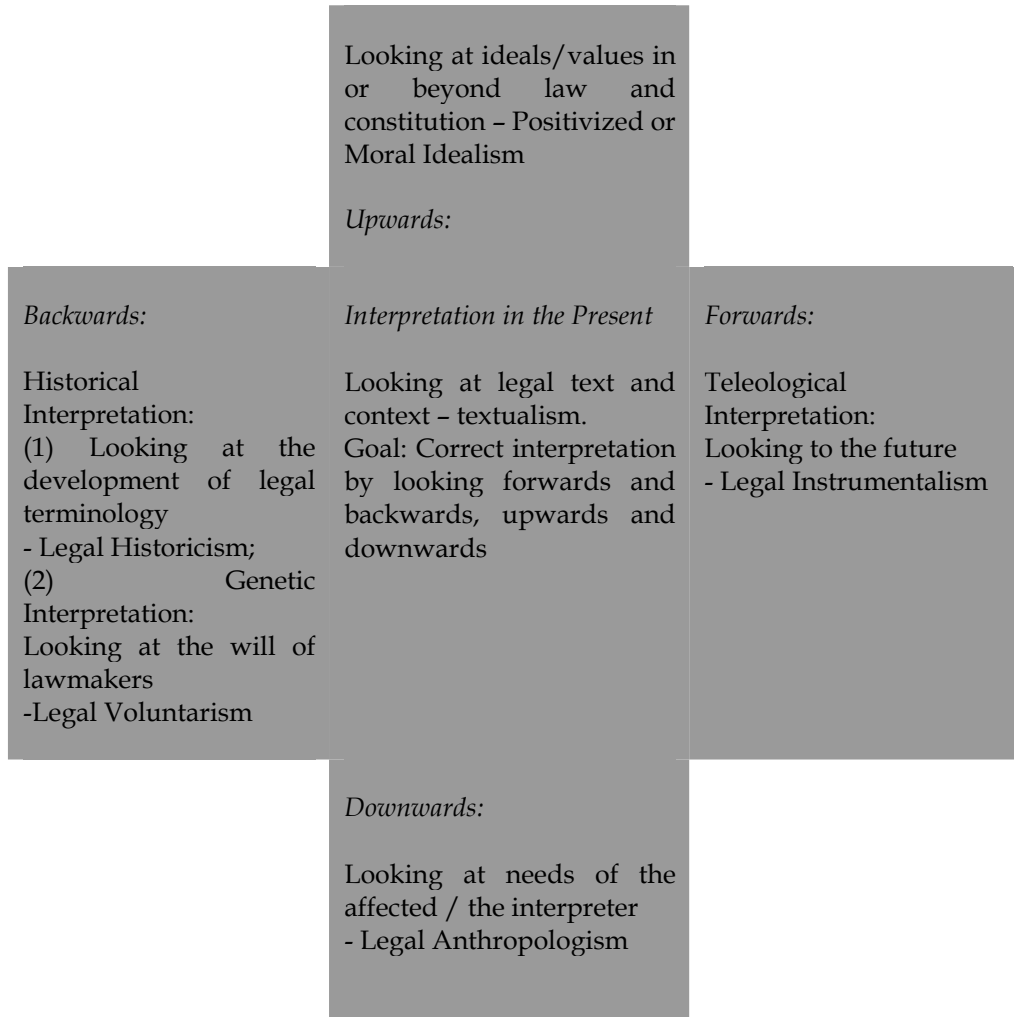 Looking at ideals/values in
or beyond law and
constitution – Positivized or
Moral Idealism
Upwards:
Backwards:
Historical
Interpretation:
(1) Looking at the
development of legal
terminology
- Legal Historicism;
(2) Genetic
Interpretation:
Looking at the will of
lawmakers
-Legal Voluntarism
Interpretation in the Present
Looking at legal text and
context – textualism.
Goal: Correct interpretation
by looking forwards and
backwards, upwards and
downwards
Forwards:
Teleological
Interpretation:
Looking to the future
- Legal Instrumentalism
Downwards:
Looking at needs of the
affected / the interpreter
- Legal Anthropologism